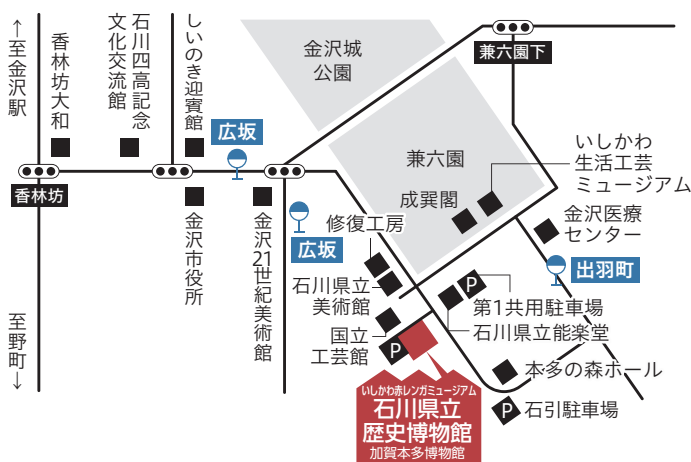 ↑至金沢駅
香林坊大和
石川四高記念
文化交流館
しいのき迎賓館
広坂
金沢城
公園
兼六園下
兼六園
成巽閣
いしかわ
生活工芸
ミュージアム
金沢医療
センター
出羽町
香林坊
至野町↓
金沢市役所
金沢21世紀美術館
広坂
修復工房
石川県立
美術館
国立
工芸館
P
P
第1共用駐車場
石川県立能楽堂
本多の森ホール
P
石引駐車場
いしかわ赤レンガミュージアム
石川県立
歴史博物館
加賀本多博物館